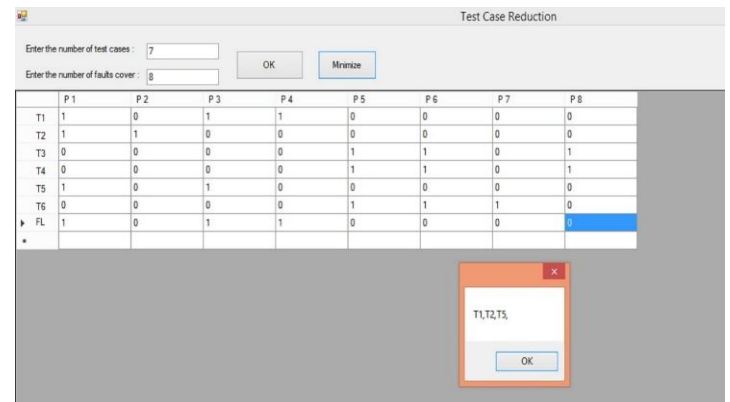 Test Case Reduction
Enter the number of test cases : 7
Enter the number of faults cover : 8
OK
Minimize
P 1 P 2 P 3 P 4 P 5 P 6 P 7 P 8
T1 1 0 1 1 0 0 0 0
T2 1 1 0 0 0 0 0 0
T3 0 0 0 0 1 1 0 1
T4 0 0 0 0 1 1 0 1
T5 1 0 1 0 0 0 0 0
T6 0 0 0 0 1 1 1 0
FL 1 0 1 1 0 0 0 0
*
x
T1,T2,T5,
OK